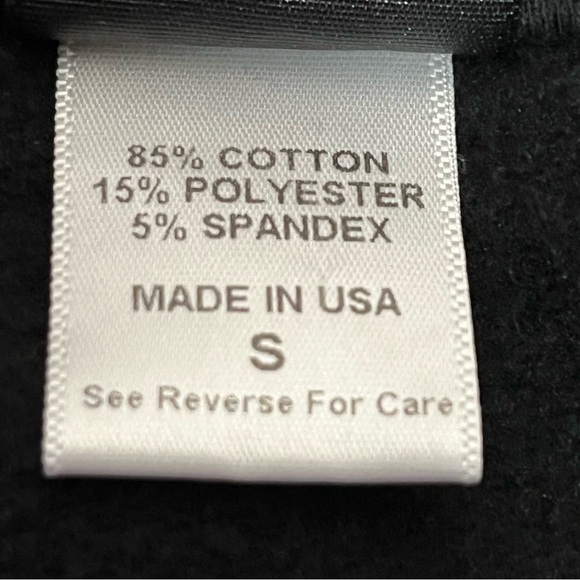 85% COTTON
15% POLYESTER
5% SPANDEX
MADE IN USA
S
See Reverse For Care